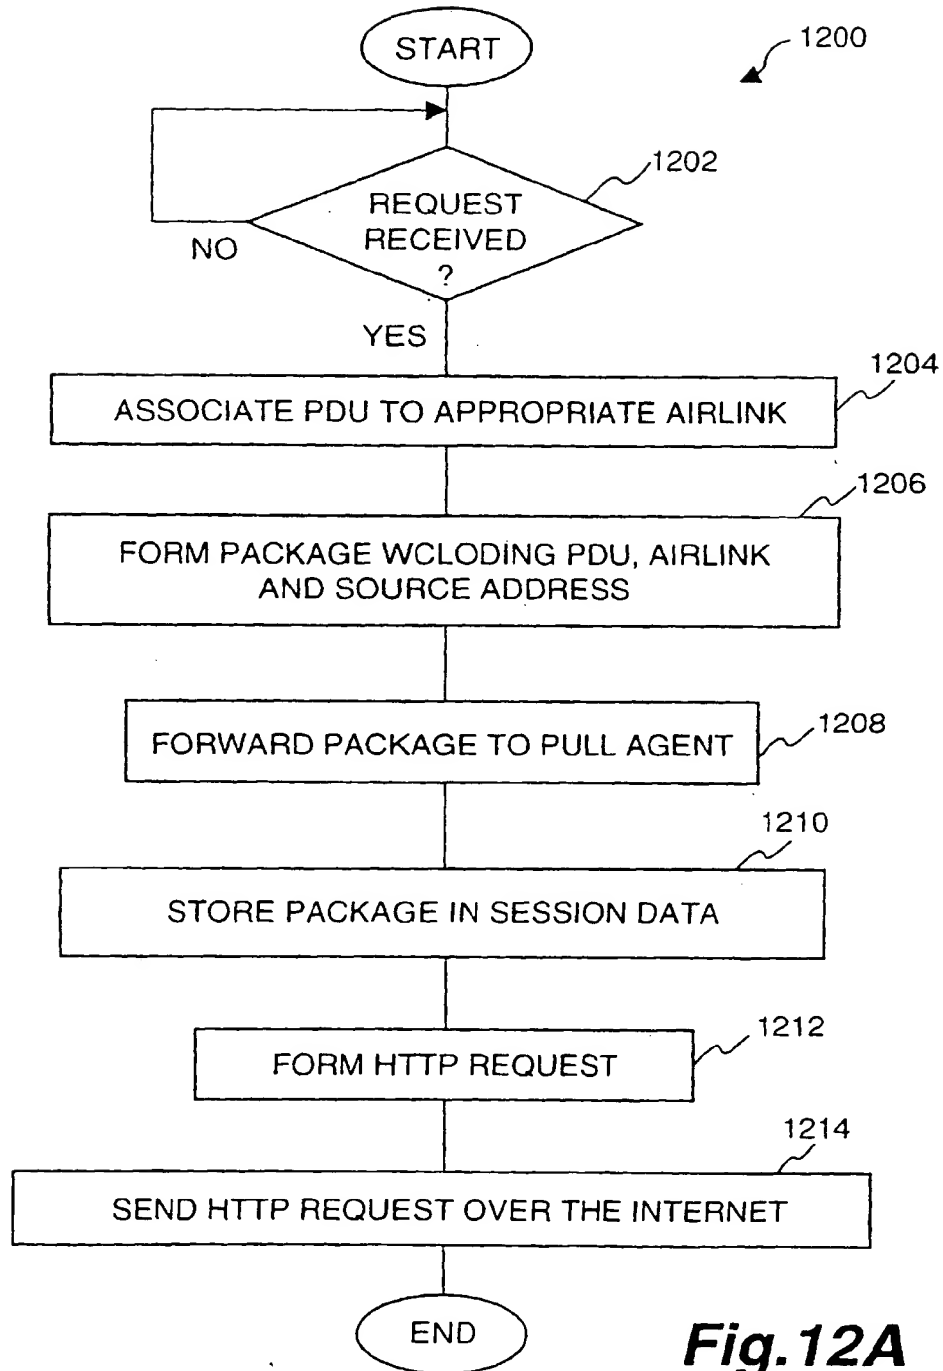 START
1200
1202
REQUEST
RECEIVED
?
NO
YES
1204
ASSOCIATE PDU TO APPROPRIATE AIRLINK
1206
FORM PACKAGE WCLODING PDU, AIRLINK
AND SOURCE ADDRESS
FORWARD PACKAGE TO PULL AGENT
1208
1210
STORE PACKAGE IN SESSION DATA
1212
FORM HTTP REQUEST
1214
SEND HTTP REQUEST OVER THE INTERNET
END
Fig.12A